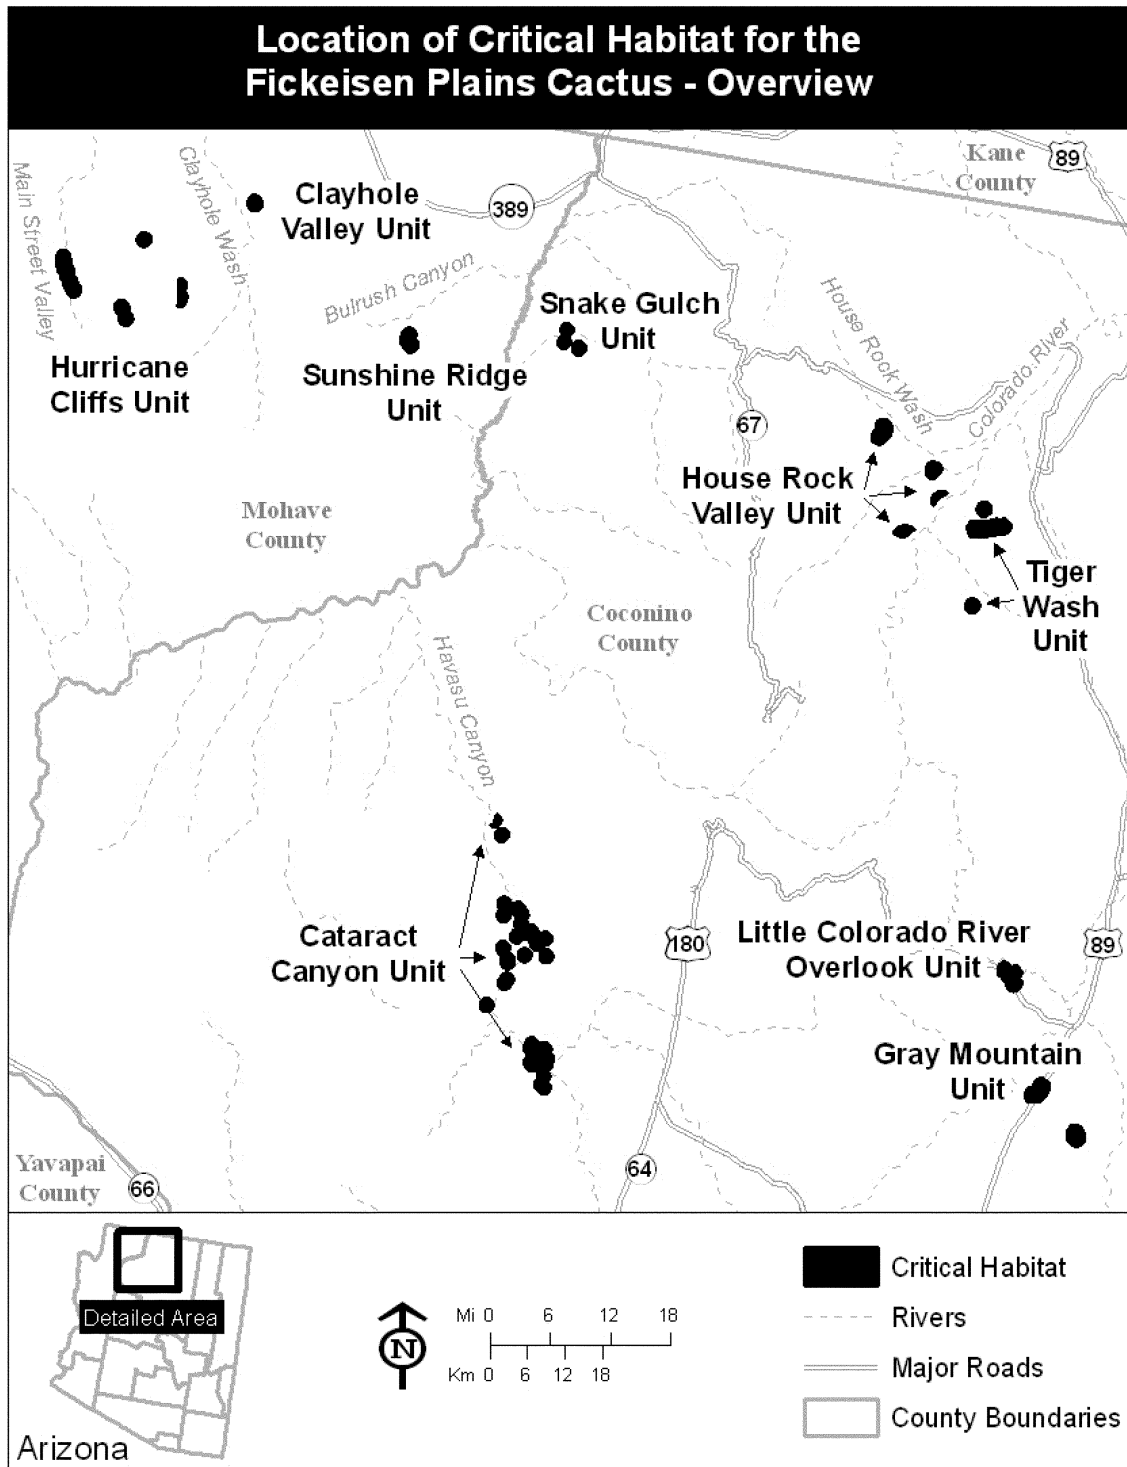 Location of Critical Habitat for the
Fickeisen Plains Cactus - Overview
Kane
County
89
Main Street Valley
Clayhole Wash
Clayhole
Valley Unit
389
Bulrush Canyon
Snake Gulch
Unit
House Rock Wash
Colorado River
Hurricane
Cliffs Unit
Sunshine Ridge
Unit
67
House Rock
Valley Unit
Mohave
County
Tiger
Wash
Unit
Coconino
County
Havasu Canyon
Cataract
Canyon Unit
180
Little Colorado River
Overlook Unit
89
Gray Mountain
Unit
Yavapai
County
66
64
Detailed Area
Arizona
N
Mi 0 6 12 18
Km 0 6 12 18
Critical Habitat
Rivers
Major Roads
County Boundaries